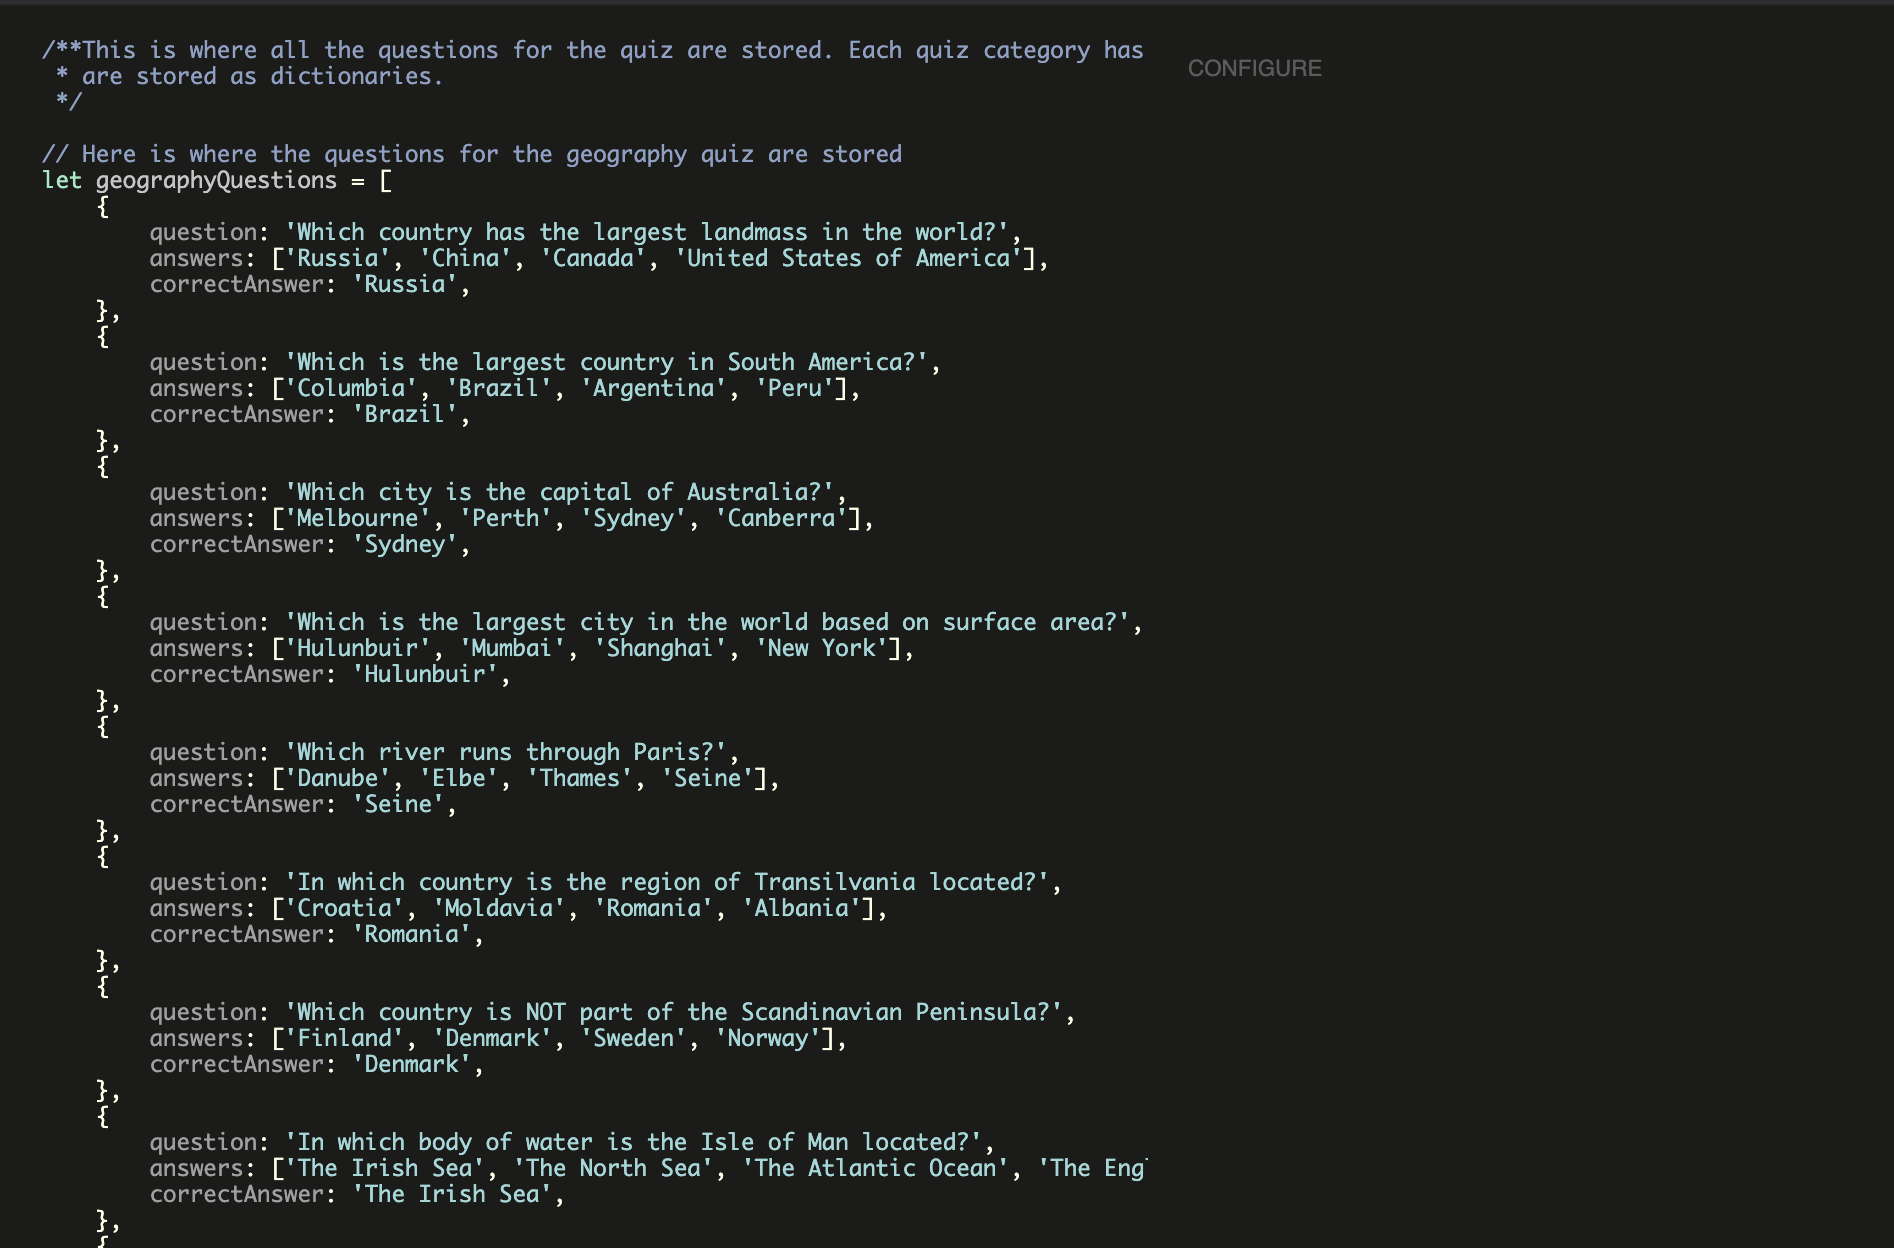 /**This is where all the questions for the quiz are stored. Each quiz category has
 * are stored as dictionaries.
 */
CONFIGURE
// Here is where the questions for the geography quiz are stored
let geographyQuestions = [
    {
        question: 'Which country has the largest landmass in the world?',
        answers: ['Russia', 'China', 'Canada', 'United States of America'],
        correctAnswer: 'Russia',
    },
    {
        question: 'Which is the largest country in South America?',
        answers: ['Columbia', 'Brazil', 'Argentina', 'Peru'],
        correctAnswer: 'Brazil',
    },
    {
        question: 'Which city is the capital of Australia?',
        answers: ['Melbourne', 'Perth', 'Sydney', 'Canberra'],
        correctAnswer: 'Sydney',
    },
    {
        question: 'Which is the largest city in the world based on surface area?',
        answers: ['Hulunbuir', 'Mumbai', 'Shanghai', 'New York'],
        correctAnswer: 'Hulunbuir',
    },
    {
        question: 'Which river runs through Paris?',
        answers: ['Danube', 'Elbe', 'Thames', 'Seine'],
        correctAnswer: 'Seine',
    },
    {
        question: 'In which country is the region of Transilvania located?',
        answers: ['Croatia', 'Moldavia', 'Romania', 'Albania'],
        correctAnswer: 'Romania',
    },
    {
        question: 'Which country is NOT part of the Scandinavian Peninsula?',
        answers: ['Finland', 'Denmark', 'Sweden', 'Norway'],
        correctAnswer: 'Denmark',
    },
    {
        question: 'In which body of water is the Isle of Man located?',
        answers: ['The Irish Sea', 'The North Sea', 'The Atlantic Ocean', 'The Eng
        correctAnswer: 'The Irish Sea',
    },
    {